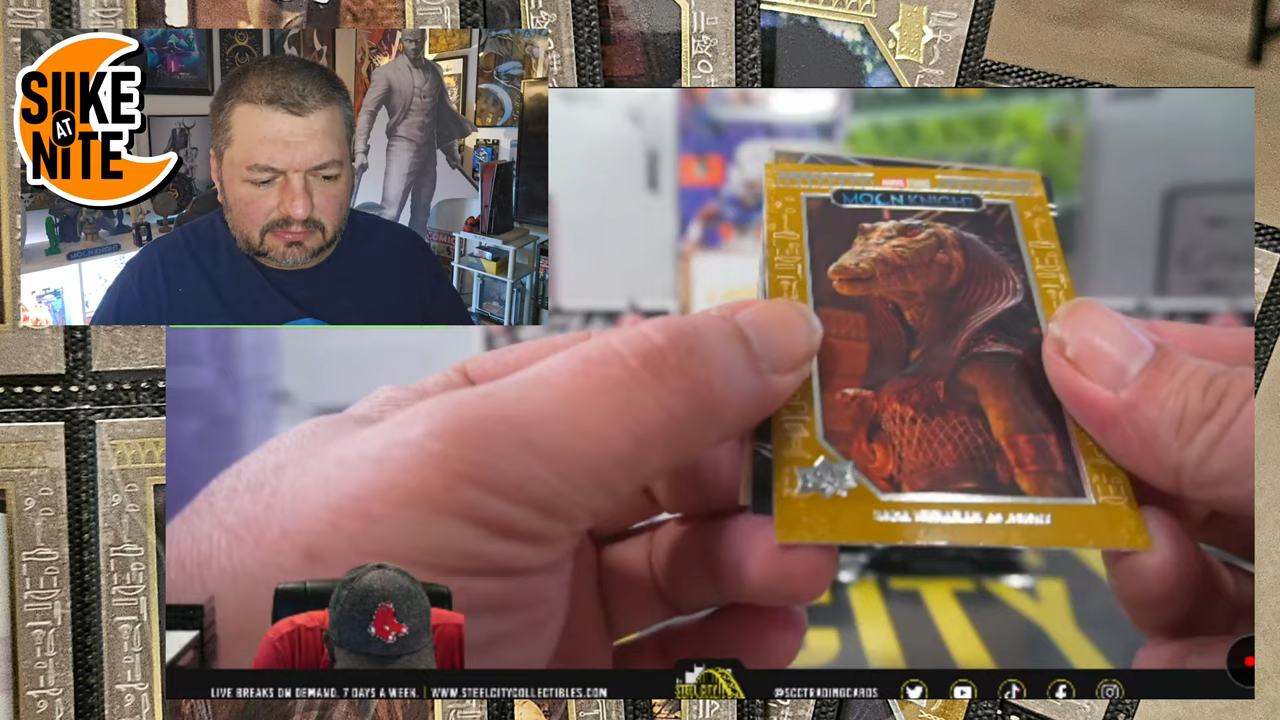 SUKE
AT
NITE
MOON KNIGHT
MARVEL
MOON KNIGHT
CITY
LIVE BREAKS ON DEMAND. 7 DAYS A WEEK. | WWW.STEELCITYCOLLECTIBLES.COM
STEEL CITY
@SCCTRADINGCARDS